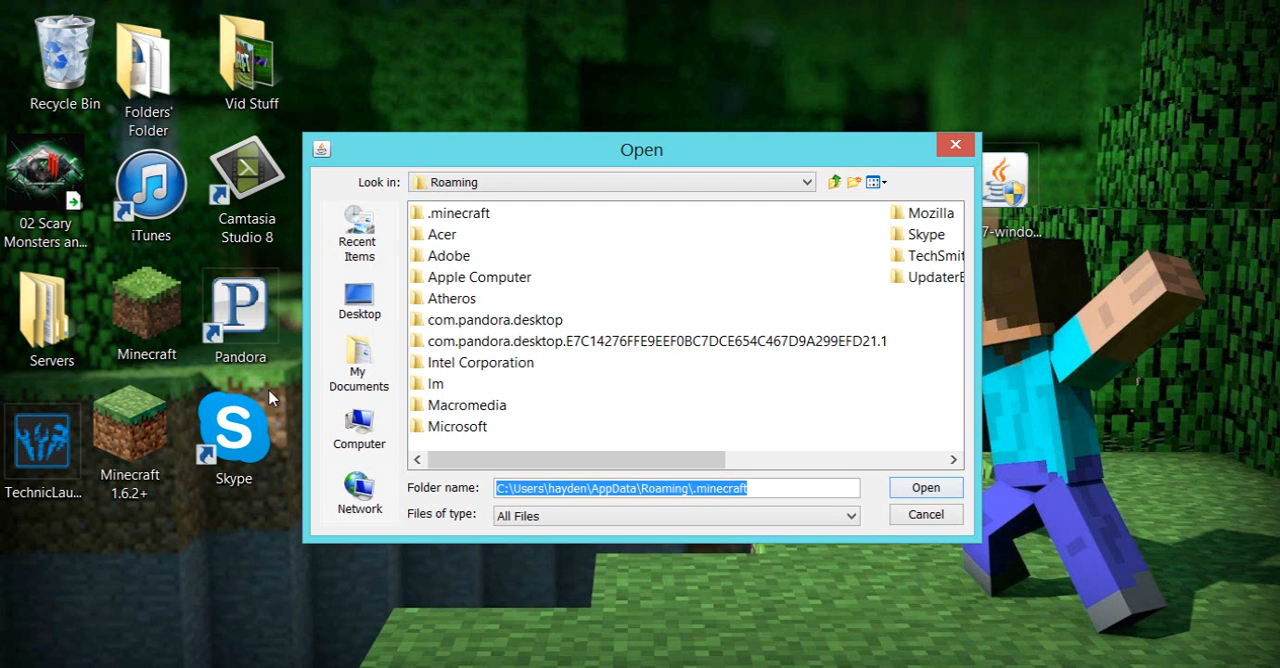 Recycle Bin
Folders'
Folder
Vid Stuff
02 Scary
Monsters an...
iTunes
Camtasia
Studio 8
Servers
Minecraft
P
Pandora
TechnicLau...
Minecraft
1.6.2+
S
Skype
7-windo...
Open
Look in:
Roaming
Recent
Items
Desktop
My
Documents
Computer
Network
.minecraft
Acer
Adobe
Apple Computer
Atheros
com.pandora.desktop
com.pandora.desktop.E7C14276FFE9EEF0BC7DCE654C467D9A299EFD21.1
Intel Corporation
Macromedia
Microsoft
Mozilla
Skype
TechSmit
Updater
Folder name:
C:\Users\hayden\AppData\Roaming\.minecraft
Open
Files of type:
All Files
Cancel